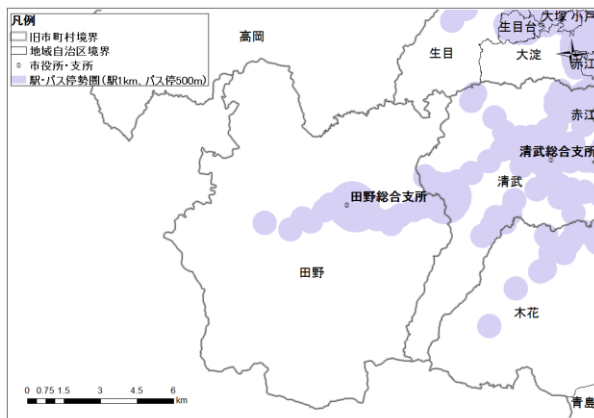 凡例
旧市町村境界
地域自治区境界
市役所・支所
駅・バス停勢圏(駅1km、バス停500m)
高岡
生目台
大塚
小戸
生目
大淀
赤江
赤江
清武総合支所
清武
田野総合支所
田野
木花
青島
0 0.75 1.5 3 4.5 6
km